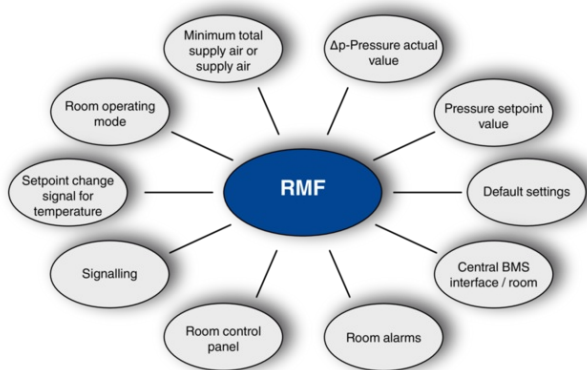 Minimum total
supply air or
supply air
Δp-Pressure actual
value
Room operating
mode
Pressure setpoint
value
RMF
Setpoint change
signal for
temperature
Default settings
Signalling
Central BMS
interface / room
Room control
panel
Room alarms